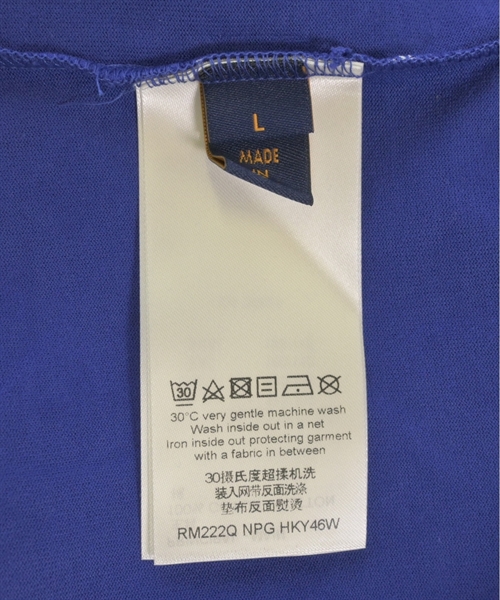 L
MADE
IN
30
30°C very gentle machine wash
Wash inside out in a net
Iron inside out protecting garment
with a fabric in between
30摄氏度超揉机洗
装入网带反面洗涤
垫布反面熨烫
RM222Q NPG HKY46W